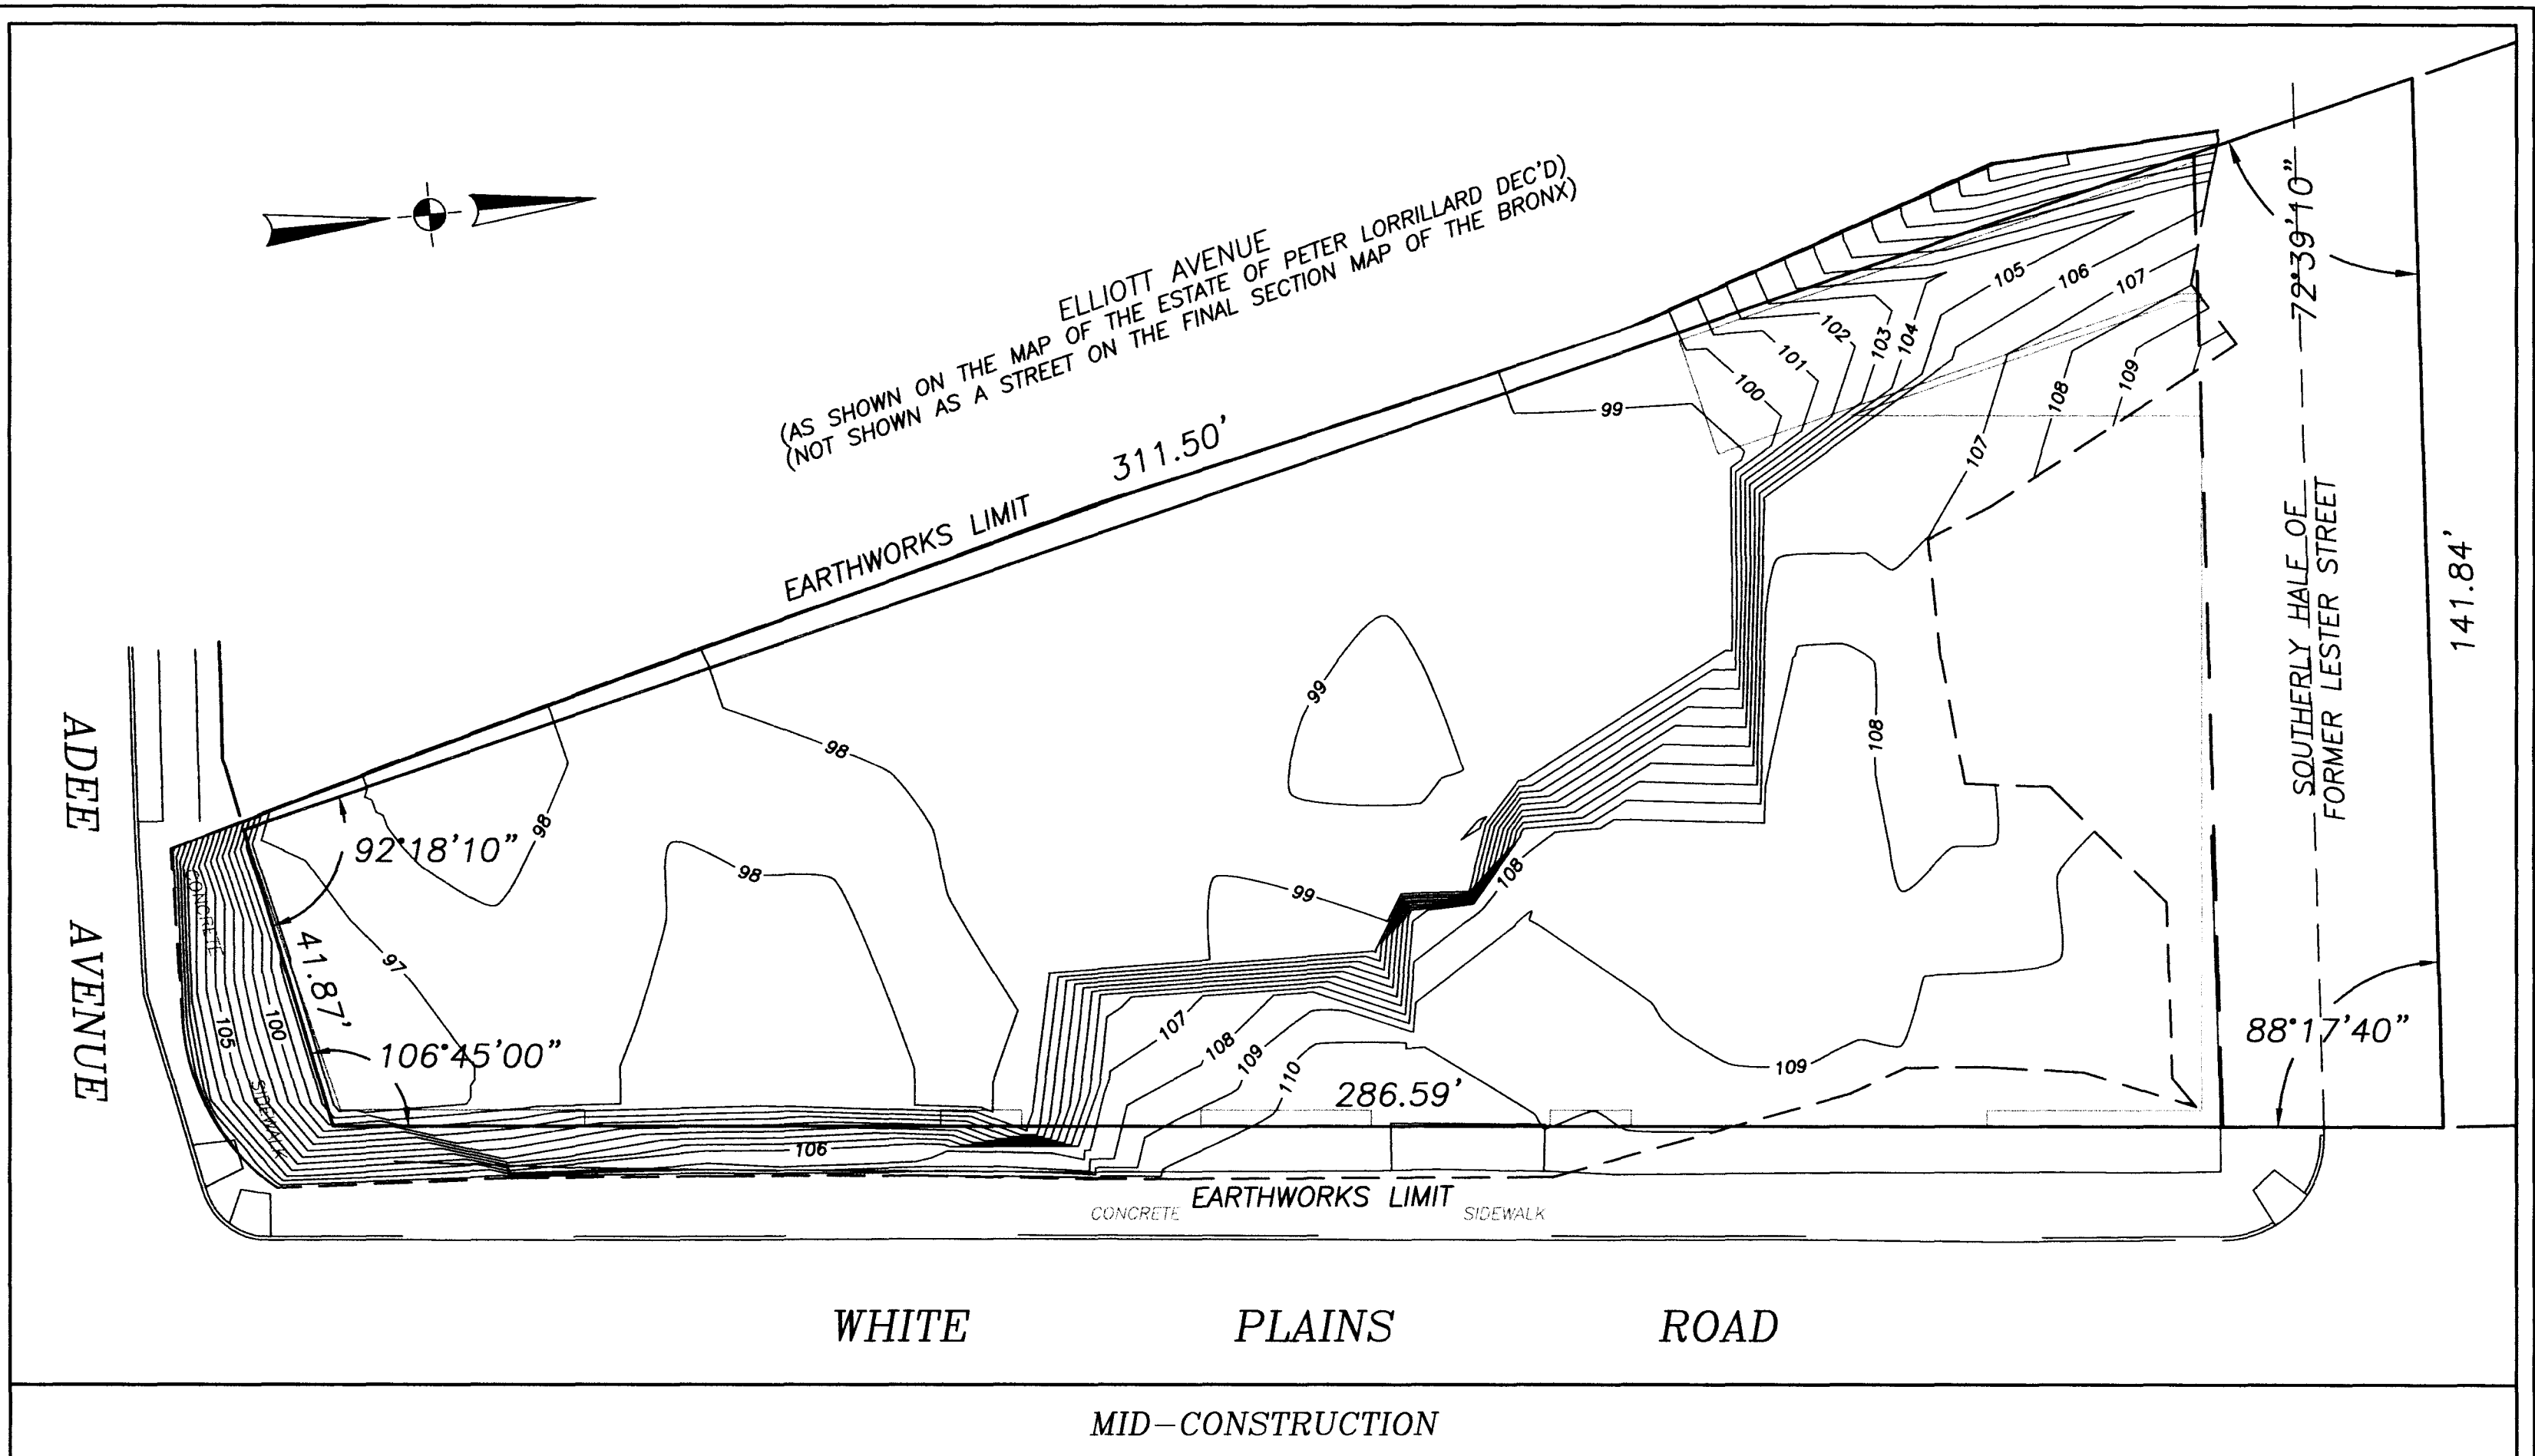 ELLIOTT AVENUE
(AS SHOWN ON THE MAP OF THE ESTATE OF PETER LORRILLARD DEC'D)
(NOT SHOWN AS A STREET ON THE FINAL SECTION MAP OF THE BRONX)
311.50'
EARTHWORKS LIMIT
72°39'10"
105
106
107
102
103
104
101
100
99
109
108
107
SOUTHERLY HALF OF
FORMER LESTER STREET
141.84'
99
98
108
98
98
99
108
ADEE AVENUE
92°18'10"
CONCRETE
41.87'
97
105
100
106°45'00"
SIDEWALK
107
108
109
110
109
88°17'40"
286.59'
106
EARTHWORKS LIMIT
CONCRETE SIDEWALK
WHITE PLAINS ROAD
MID-CONSTRUCTION